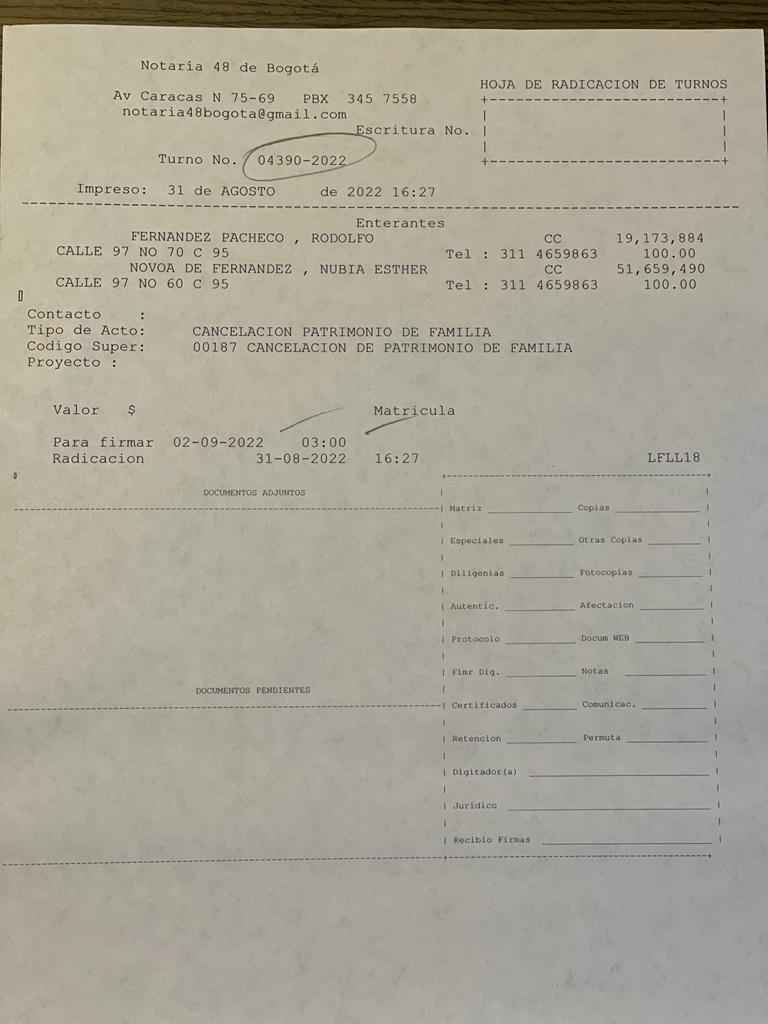 Notaría 48 de Bogotá
HOJA DE RADICACION DE TURNOS
Av Caracas N 75-69 PBX 345 7558
notaria48bogota@gmail.com
Escritura No.
Turno No. 04390-2022
Impreso: 31 de AGOSTO de 2022 16:27
Enterantes
FERNANDEZ PACHECO , RODOLFO CC 19,173,884
CALLE 97 NO 70 C 95 Tel : 311 4659863 100.00
NOVOA DE FERNANDEZ , NUBIA ESTHER CC 51,659,490
CALLE 97 NO 60 C 95 Tel : 311 4659863 100.00
Contacto :
Tipo de Acto: CANCELACION PATRIMONIO DE FAMILIA
Codigo Super: 00187 CANCELACION DE PATRIMONIO DE FAMILIA
Proyecto :
Valor $ Matricula
Para firmar 02-09-2022 03:00
Radicacion 31-08-2022 16:27 LFLL18
DOCUMENTOS ADJUNTOS
Matriz Copias
Especiales Otras Copias
Diligenias Fotocopias
Autentic. Afectacion
Protocolo Docum WEB
Fimr Dig. Notas
DOCUMENTOS PENDIENTES
Certificados Comunicac.
Retencion Permuta
Digitador(a)
Juridico
Recibio Firmas